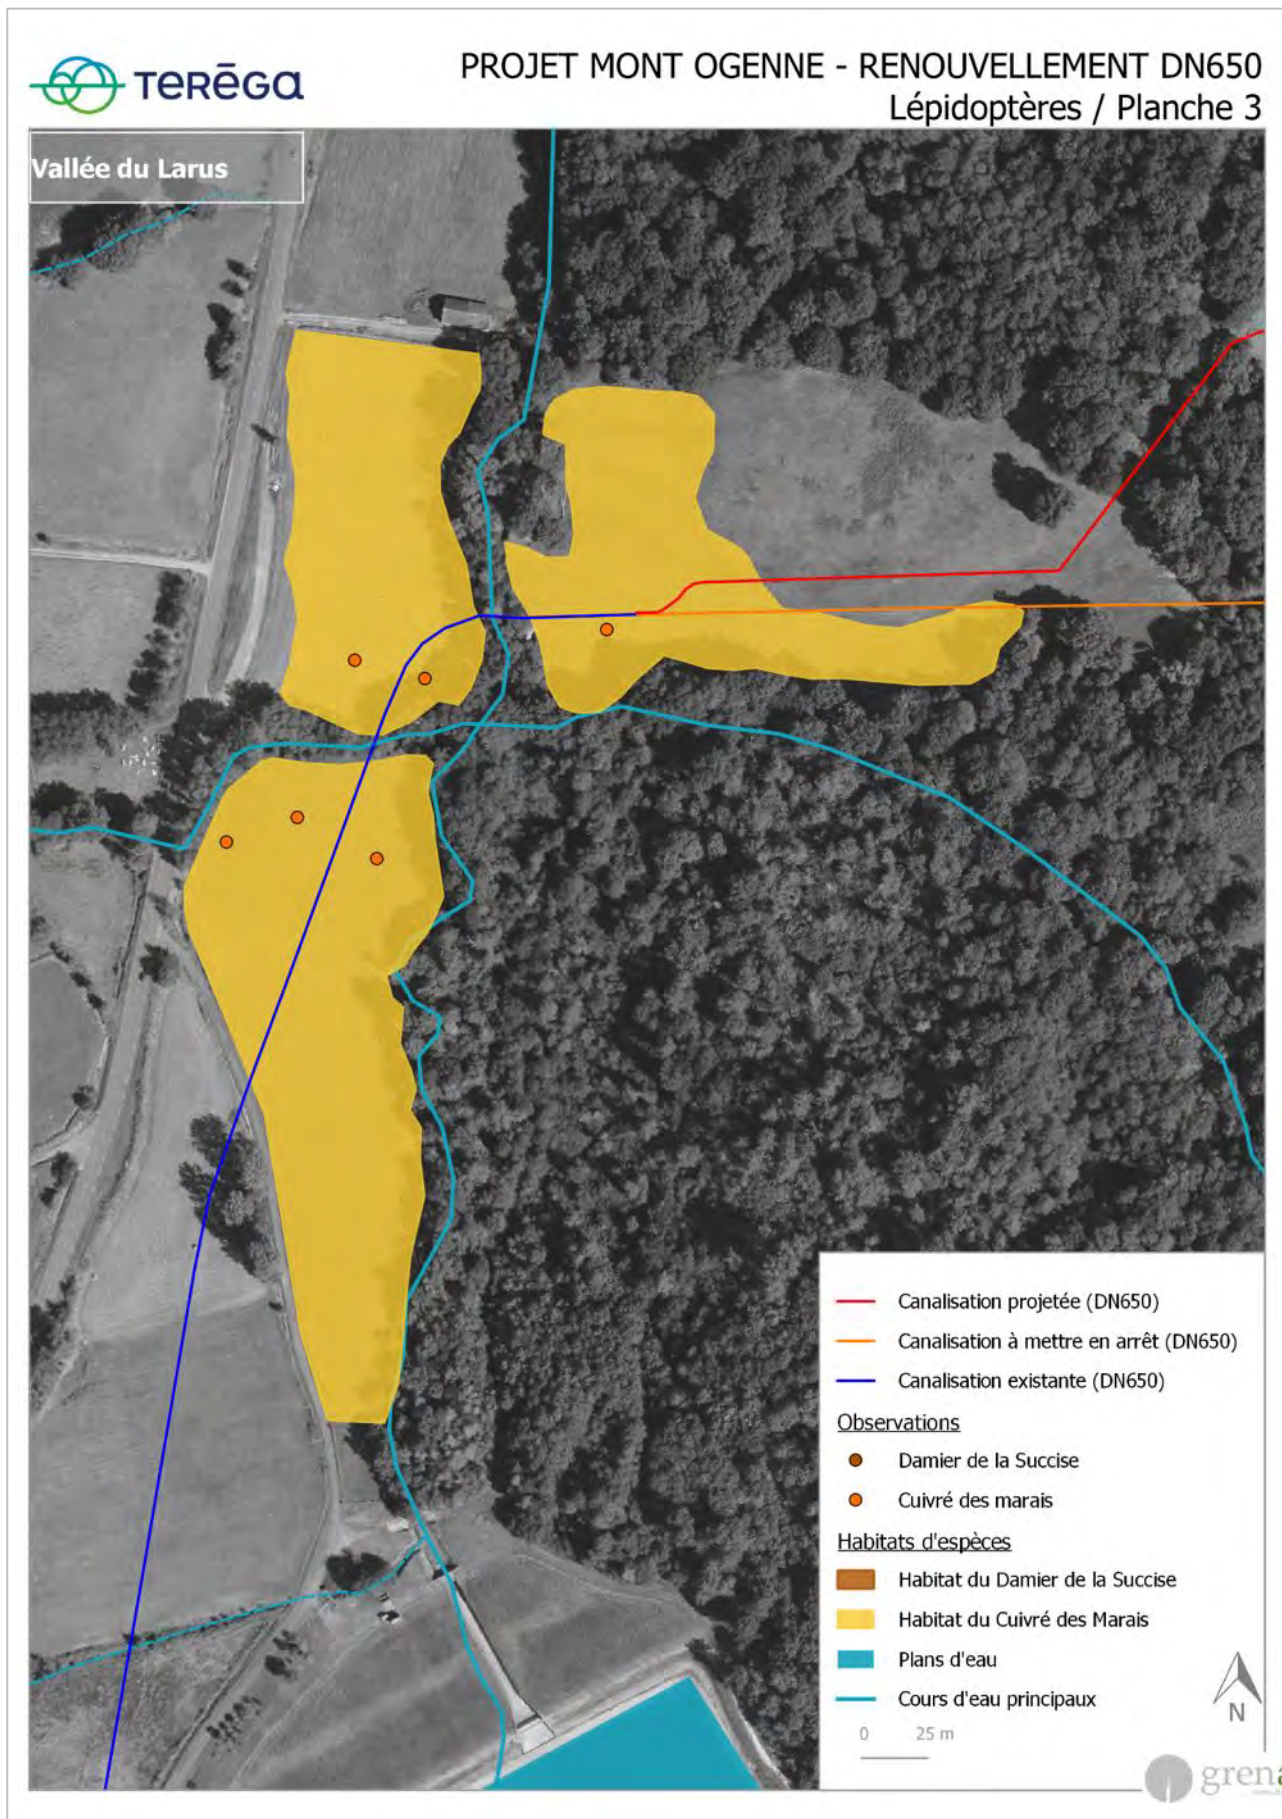 TERĒGA
PROJET MONT OGENNE - RENOUVELLEMENT DN650
Lépidoptères / Planche 3
Vallée du Larus
Canalisation projetée (DN650)
Canalisation à mettre en arrêt (DN650)
Canalisation existante (DN650)
Observations
Damier de la Succise
Cuivré des marais
Habitats d'espèces
Habitat du Damier de la Succise
Habitat du Cuivré des Marais
Plans d'eau
Cours d'eau principaux
N
0 25 m